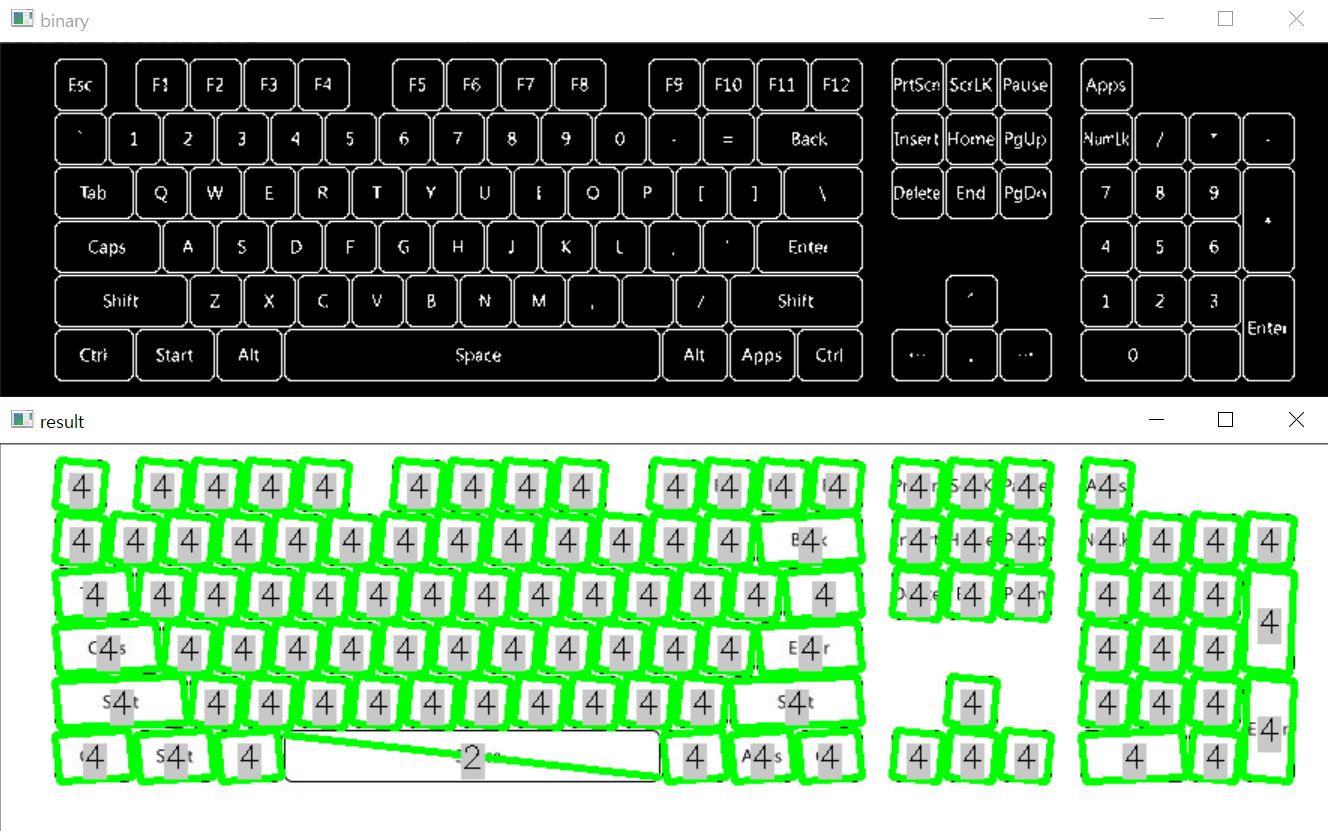 binary
Esc F1 F2 F3 F4 F5 F6 F7 F8 F9 F10 F11 F12 PrtScn ScrLK Pause Apps
` 1 2 3 4 5 6 7 8 9 0 - = Back Insert Home PgUp NumLk / * -
Tab Q W E R T Y U I O P [ ] \ Delete End PgDn 7 8 9
Caps A S D F G H J K L ' Enter 4 5 6
Shift Z X C V B N M , / Shift 1 2 3
Enter
Ctrl Start Alt Space Alt Apps Ctrl 0
result
4 4 4 4 4 4 4 4 4 4 4 4 4 4 4 4 4
4 4 4 4 4 4 4 4 4 4 4 4 4 4 4 4 4 4 4 4 4
4 4 4 4 4 4 4 4 4 4 4 4 4 4 4 4 4 4 4 4
4
4 4 4 4 4 4 4 4 4 4 4 4 4 4 4 4
4 4 4 4 4 4 4 4 4 4 4 4 4 4 4 4
4
4 4 4 2 4 4 4 4 4 4 4 4